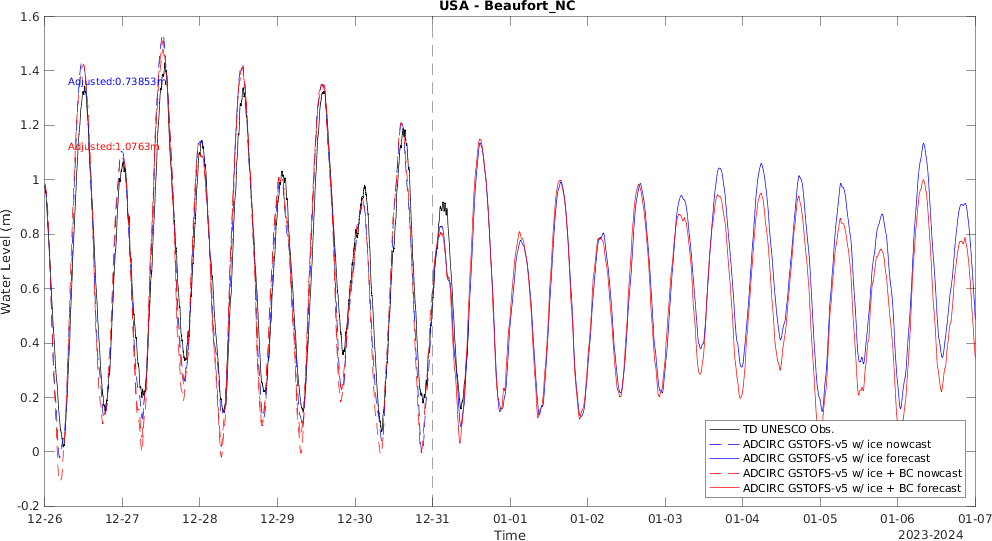 USA - Beaufort_NC
1.6
1.4
1.2
1
0.8
0.6
0.4
0.2
0
-0.2
Water Level (m)
Adjusted:0.73853m
Adjusted:1.0763m
TD UNESCO Obs.
ADCIRC GSTOFS-v5 w/ ice nowcast
ADCIRC GSTOFS-v5 w/ ice forecast
ADCIRC GSTOFS-v5 w/ ice + BC nowcast
ADCIRC GSTOFS-v5 w/ ice + BC forecast
12-26 12-27 12-28 12-29 12-30 12-31 01-01 01-02 01-03 01-04 01-05 01-06 01-07
Time
2023-2024